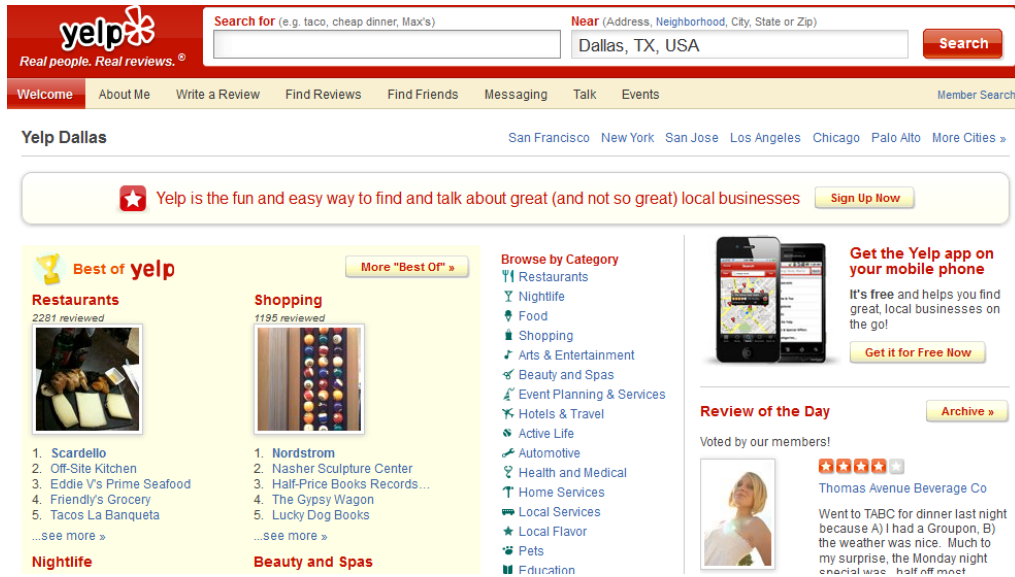 yelp
Real people. Real reviews. ®
Search for (e.g. taco, cheap dinner, Max's)
Near (Address, Neighborhood, City, State or Zip)
Dallas, TX, USA
Search
Welcome About Me Write a Review Find Reviews Find Friends Messaging Talk Events Member Search
Yelp Dallas
San Francisco New York San Jose Los Angeles Chicago Palo Alto More Cities »
Yelp is the fun and easy way to find and talk about great (and not so great) local businesses
Sign Up Now
Best of yelp
More "Best Of" »
Restaurants
2281 reviewed
1. Scardello
2. Off-Site Kitchen
3. Eddie V's Prime Seafood
4. Friendly's Grocery
5. Tacos La Banqueta
...see more »
Nightlife
Shopping
1195 reviewed
1. Nordstrom
2. Nasher Sculpture Center
3. Half-Price Books Records...
4. The Gypsy Wagon
5. Lucky Dog Books
...see more »
Beauty and Spas
Browse by Category
Restaurants
Nightlife
Food
Shopping
Arts & Entertainment
Beauty and Spas
Event Planning & Services
Hotels & Travel
Active Life
Automotive
Health and Medical
Home Services
Local Services
Local Flavor
Pets
Education
Get the Yelp app on
your mobile phone
It's free and helps you find
great, local businesses on
the go!
Get it for Free Now
Review of the Day
Archive »
Voted by our members!
Thomas Avenue Beverage Co
Went to TABC for dinner last night
because A) I had a Groupon, B)
the weather was nice. Much to
my surprise, the Monday night
special was half off most